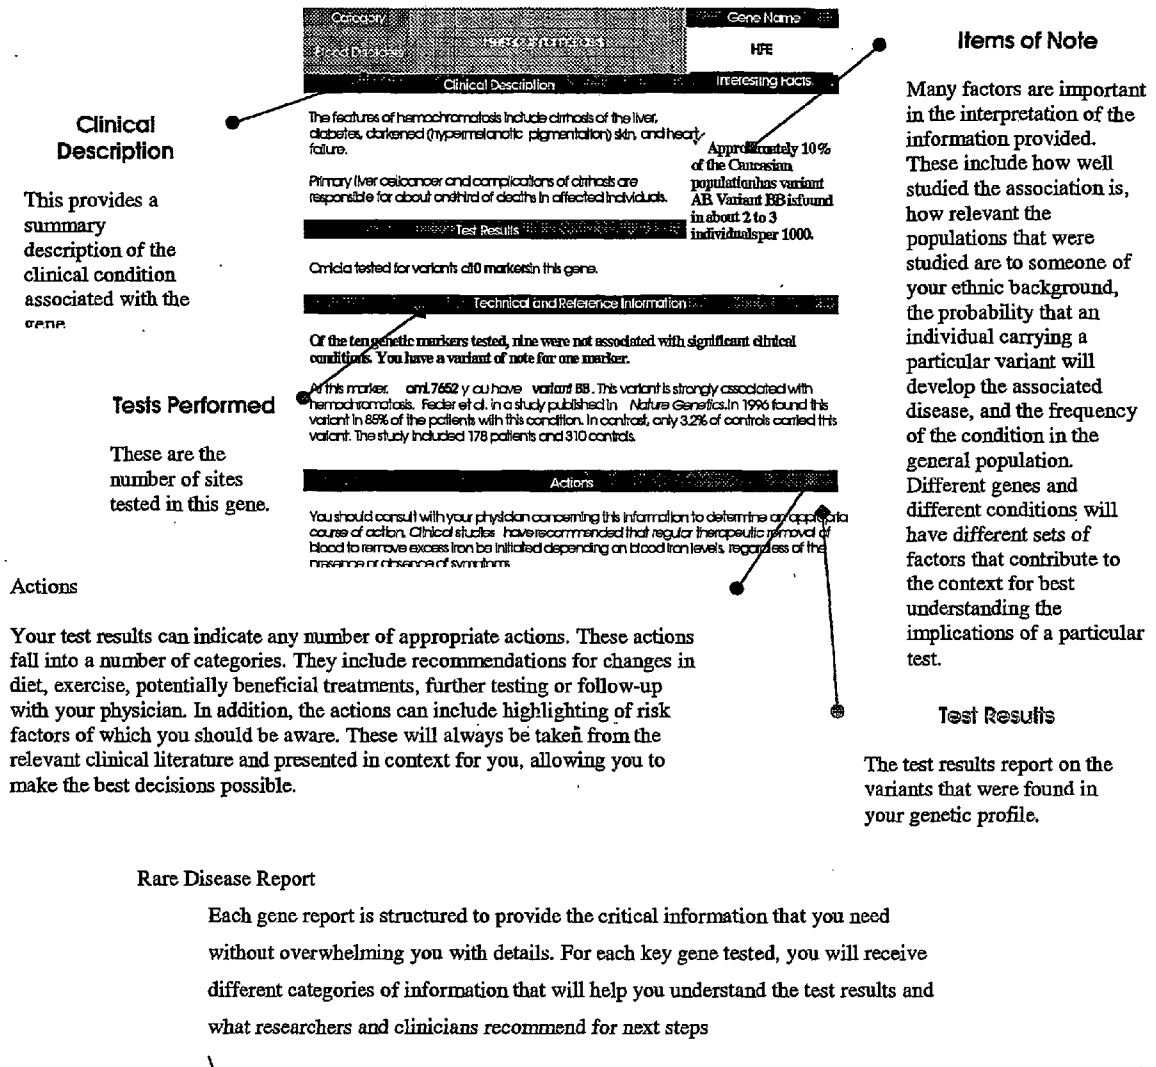 Category
Gene Name
Hemochromatosis
HFE
Clinical Description
Interesting Facts
The features of hemochromatosis include cirrhosis of the liver,
diabetes, darkened (hypermelanotic pigmentation) skin, and heart
failure.
Primary liver cellcancer and complications of cirrhosis are
responsible for about onethird of deaths in affected individuals.
Approximately 10%
of the Caucasian
populationhas variant
AB. Variant BB isfound
in about 2 to 3
individualsper 1000.
Test Results
tested for variants at10 markersin this gene.
Technical and Reference Information
Of the tengenetic markers tested, nine were not associated with significant clinical
conditions. You have a variant of note for one marker.
At this marker, oml.7652 you have variant BB. This variant is strongly associated with
hemochromatosis. Feder et al. in a study published in Nature Genetics.In 1996 found this
variant in 85% of the patients with this condition. In contrast, only 3.2% of controls carried this
variant. The study included 178 patients and 310 controls.
Actions
You should consult with your physician concerning this information to determine an appropriate
course of action. Clinical studies have recommended that regular therapeutic removal of
blood to remove excess iron be initiated depending on blood iron levels, regardless of the
presence or absence of symptoms
Clinical
Description
This provides a
summary
description of the
clinical condition
associated with the
gene.
Tests Performed
These are the
number of sites
tested in this gene.
Items of Note
Many factors are important
in the interpretation of the
information provided.
These include how well
studied the association is,
how relevant the
populations that were
studied are to someone of
your ethnic background,
the probability that an
individual carrying a
particular variant will
develop the associated
disease, and the frequency
of the condition in the
general population.
Different genes and
different conditions will
have different sets of
factors that contribute to
the context for best
understanding the
implications of a particular
test.
Test Results
The test results report on the
variants that were found in
your genetic profile.
Actions
Your test results can indicate any number of appropriate actions. These actions
fall into a number of categories. They include recommendations for changes in
diet, exercise, potentially beneficial treatments, further testing or follow-up
with your physician. In addition, the actions can include highlighting of risk
factors of which you should be aware. These will always be taken from the
relevant clinical literature and presented in context for you, allowing you to
make the best decisions possible.
Rare Disease Report
Each gene report is structured to provide the critical information that you need
without overwhelming you with details. For each key gene tested, you will receive
different categories of information that will help you understand the test results and
what researchers and clinicians recommend for next steps
\